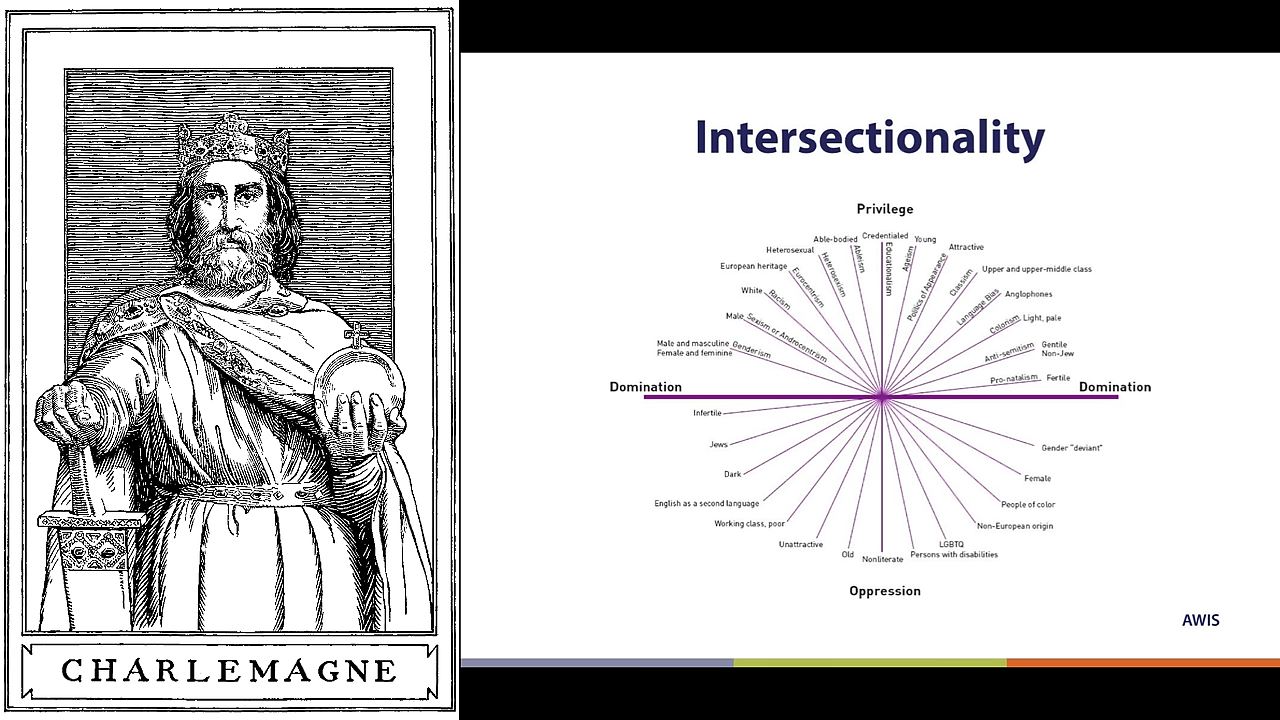 CHARLEMAGNE
Intersectionality
Privilege
Able-bodied
Credentialed
Young
Heterosexual
Attractive
European heritage
Upper and upper-middle class
White
Anglophones
Male
Light, pale
Male and masculine
Female and feminine
Gentile
Non-Jew
Fertile
Genderism
Sexism or Androcentrism
Racism
Eurocentrism
Heterosexism
Ableism
Educationalism
Ageism
Politics of Appearance
Classism
Language Bias
Colorism
Anti-semitism
Pro-natalism
Domination
Domination
Infertile
Jews
Dark
English as a second language
Working class, poor
Unattractive
Old
Nonliterate
Persons with disabilities
LGBTQ
Non-European origin
People of color
Female
Gender "deviant"
Oppression
AWIS